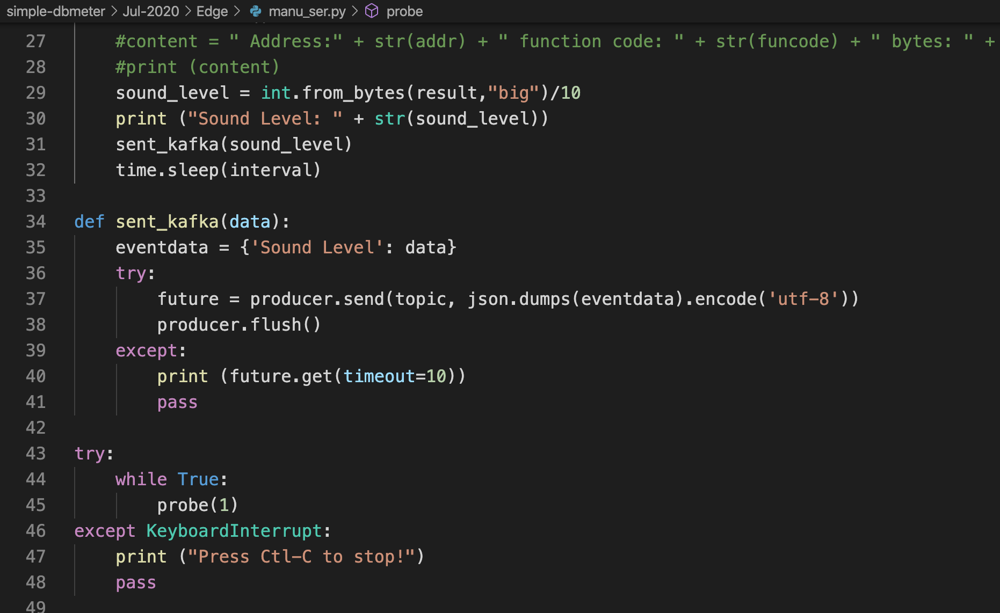 simple-dbmeter > Jul-2020 > Edge > manu_ser.py > probe
27 #content = " Address:" + str(addr) + " function code: " + str(funcode) + " bytes: " +
28 #print (content)
29 sound_level = int.from_bytes(result,"big")/10
30 print ("Sound Level: " + str(sound_level))
31 sent_kafka(sound_level)
32 time.sleep(interval)
33
34 def sent_kafka(data):
35 eventdata = {'Sound Level': data}
36 try:
37 future = producer.send(topic, json.dumps(eventdata).encode('utf-8'))
38 producer.flush()
39 except:
40 print (future.get(timeout=10))
41 pass
42
43 try:
44 while True:
45 probe(1)
46 except KeyboardInterrupt:
47 print ("Press Ctl-C to stop!")
48 pass
49